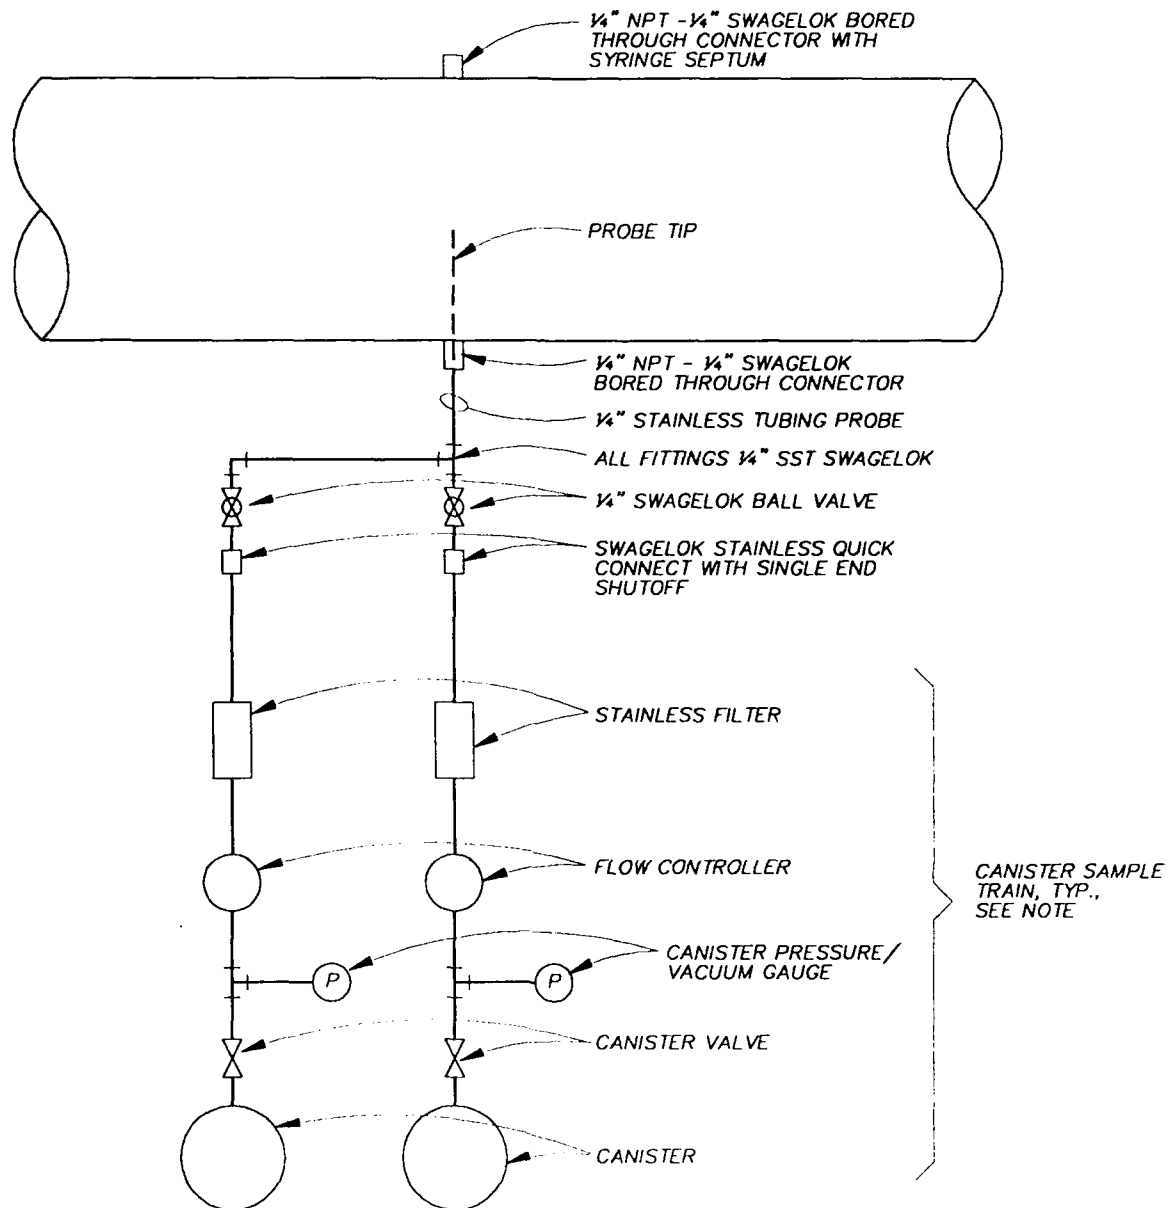 ¼" NPT - ¼" SWAGELOK BORED
THROUGH CONNECTOR WITH
SYRINGE SEPTUM
PROBE TIP
¼" NPT - ¼" SWAGELOK
BORED THROUGH CONNECTOR
¼" STAINLESS TUBING PROBE
ALL FITTINGS ¼" SST SWAGELOK
¼" SWAGELOK BALL VALVE
SWAGELOK STAINLESS QUICK
CONNECT WITH SINGLE END
SHUTOFF
STAINLESS FILTER
FLOW CONTROLLER
CANISTER SAMPLE
TRAIN, TYP.,
SEE NOTE
CANISTER PRESSURE/
VACUUM GAUGE
P
P
CANISTER VALVE
CANISTER